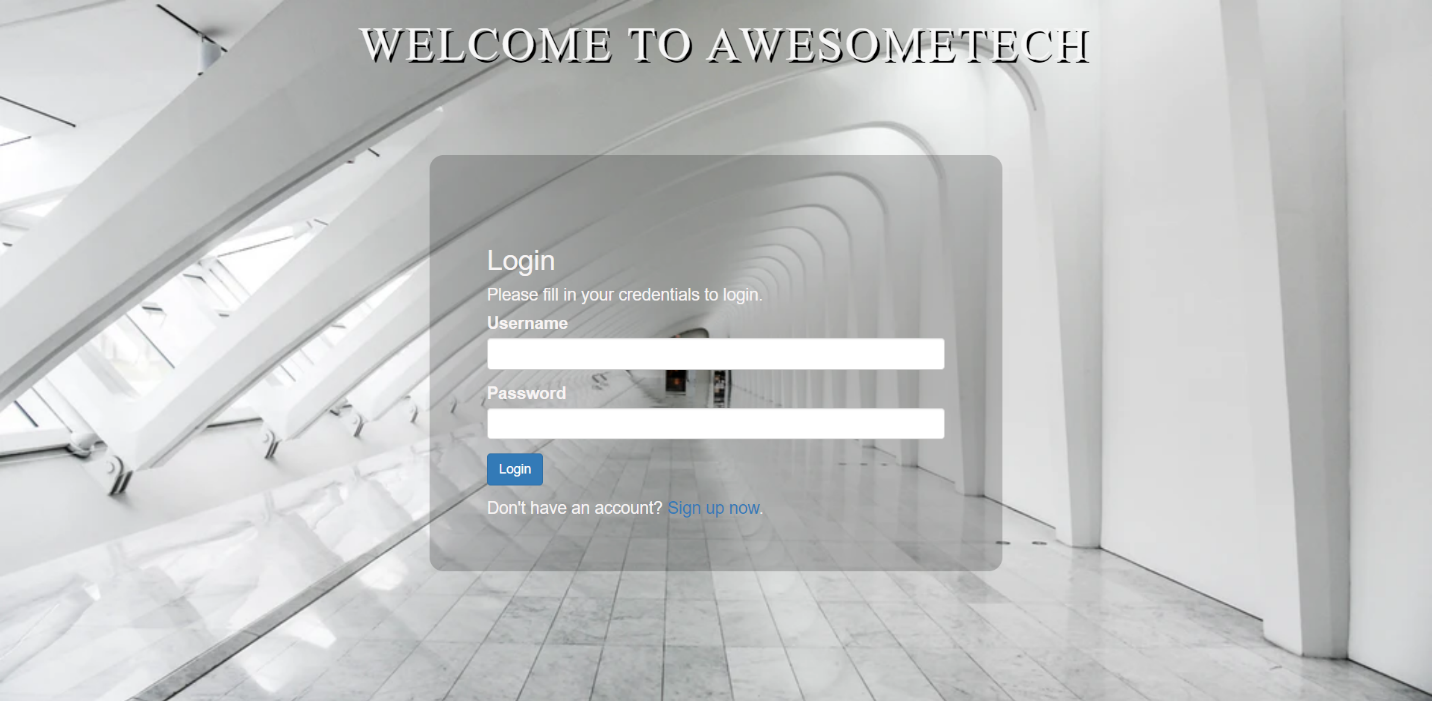 WELCOME TO AWESOMETECH
Login
Please fill in your credentials to login.
Username
Password
Login
Don't have an account? Sign up now.